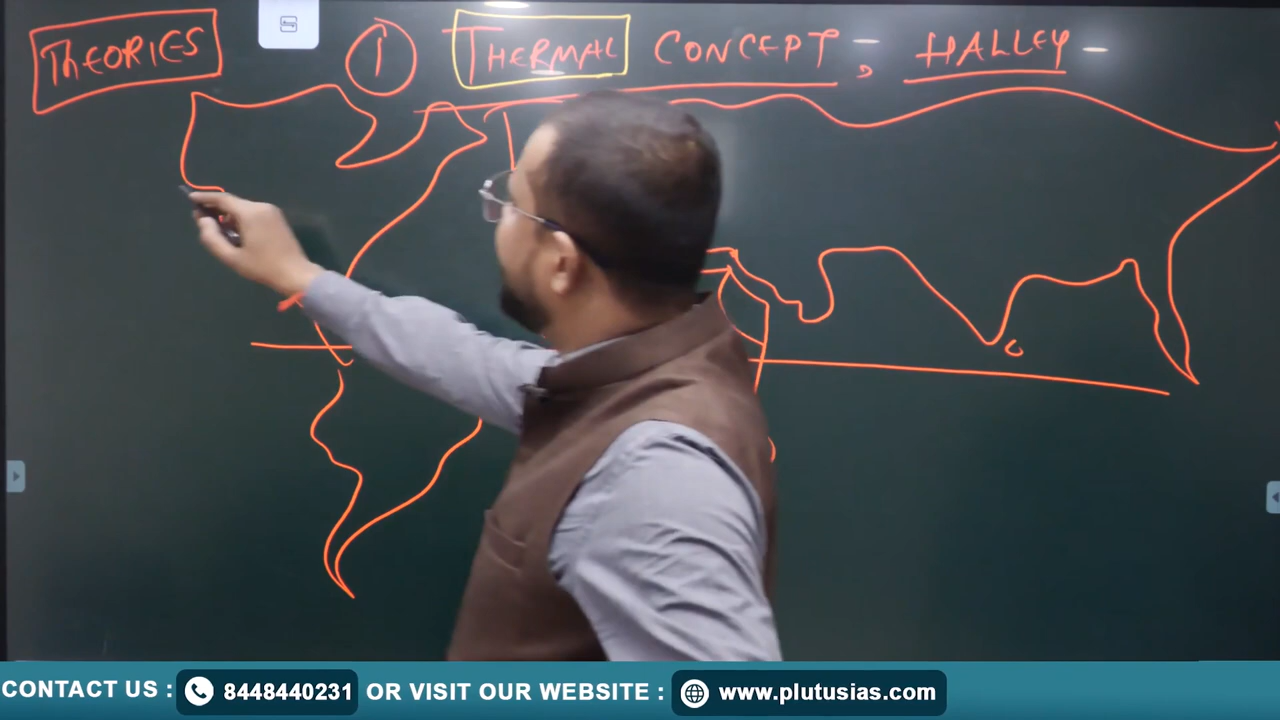 THEORIES ① THERMAL CONCEPT, HALLEY -
CONTACT US : 8448440231 OR VISIT OUR WEBSITE : www.plutusias.com